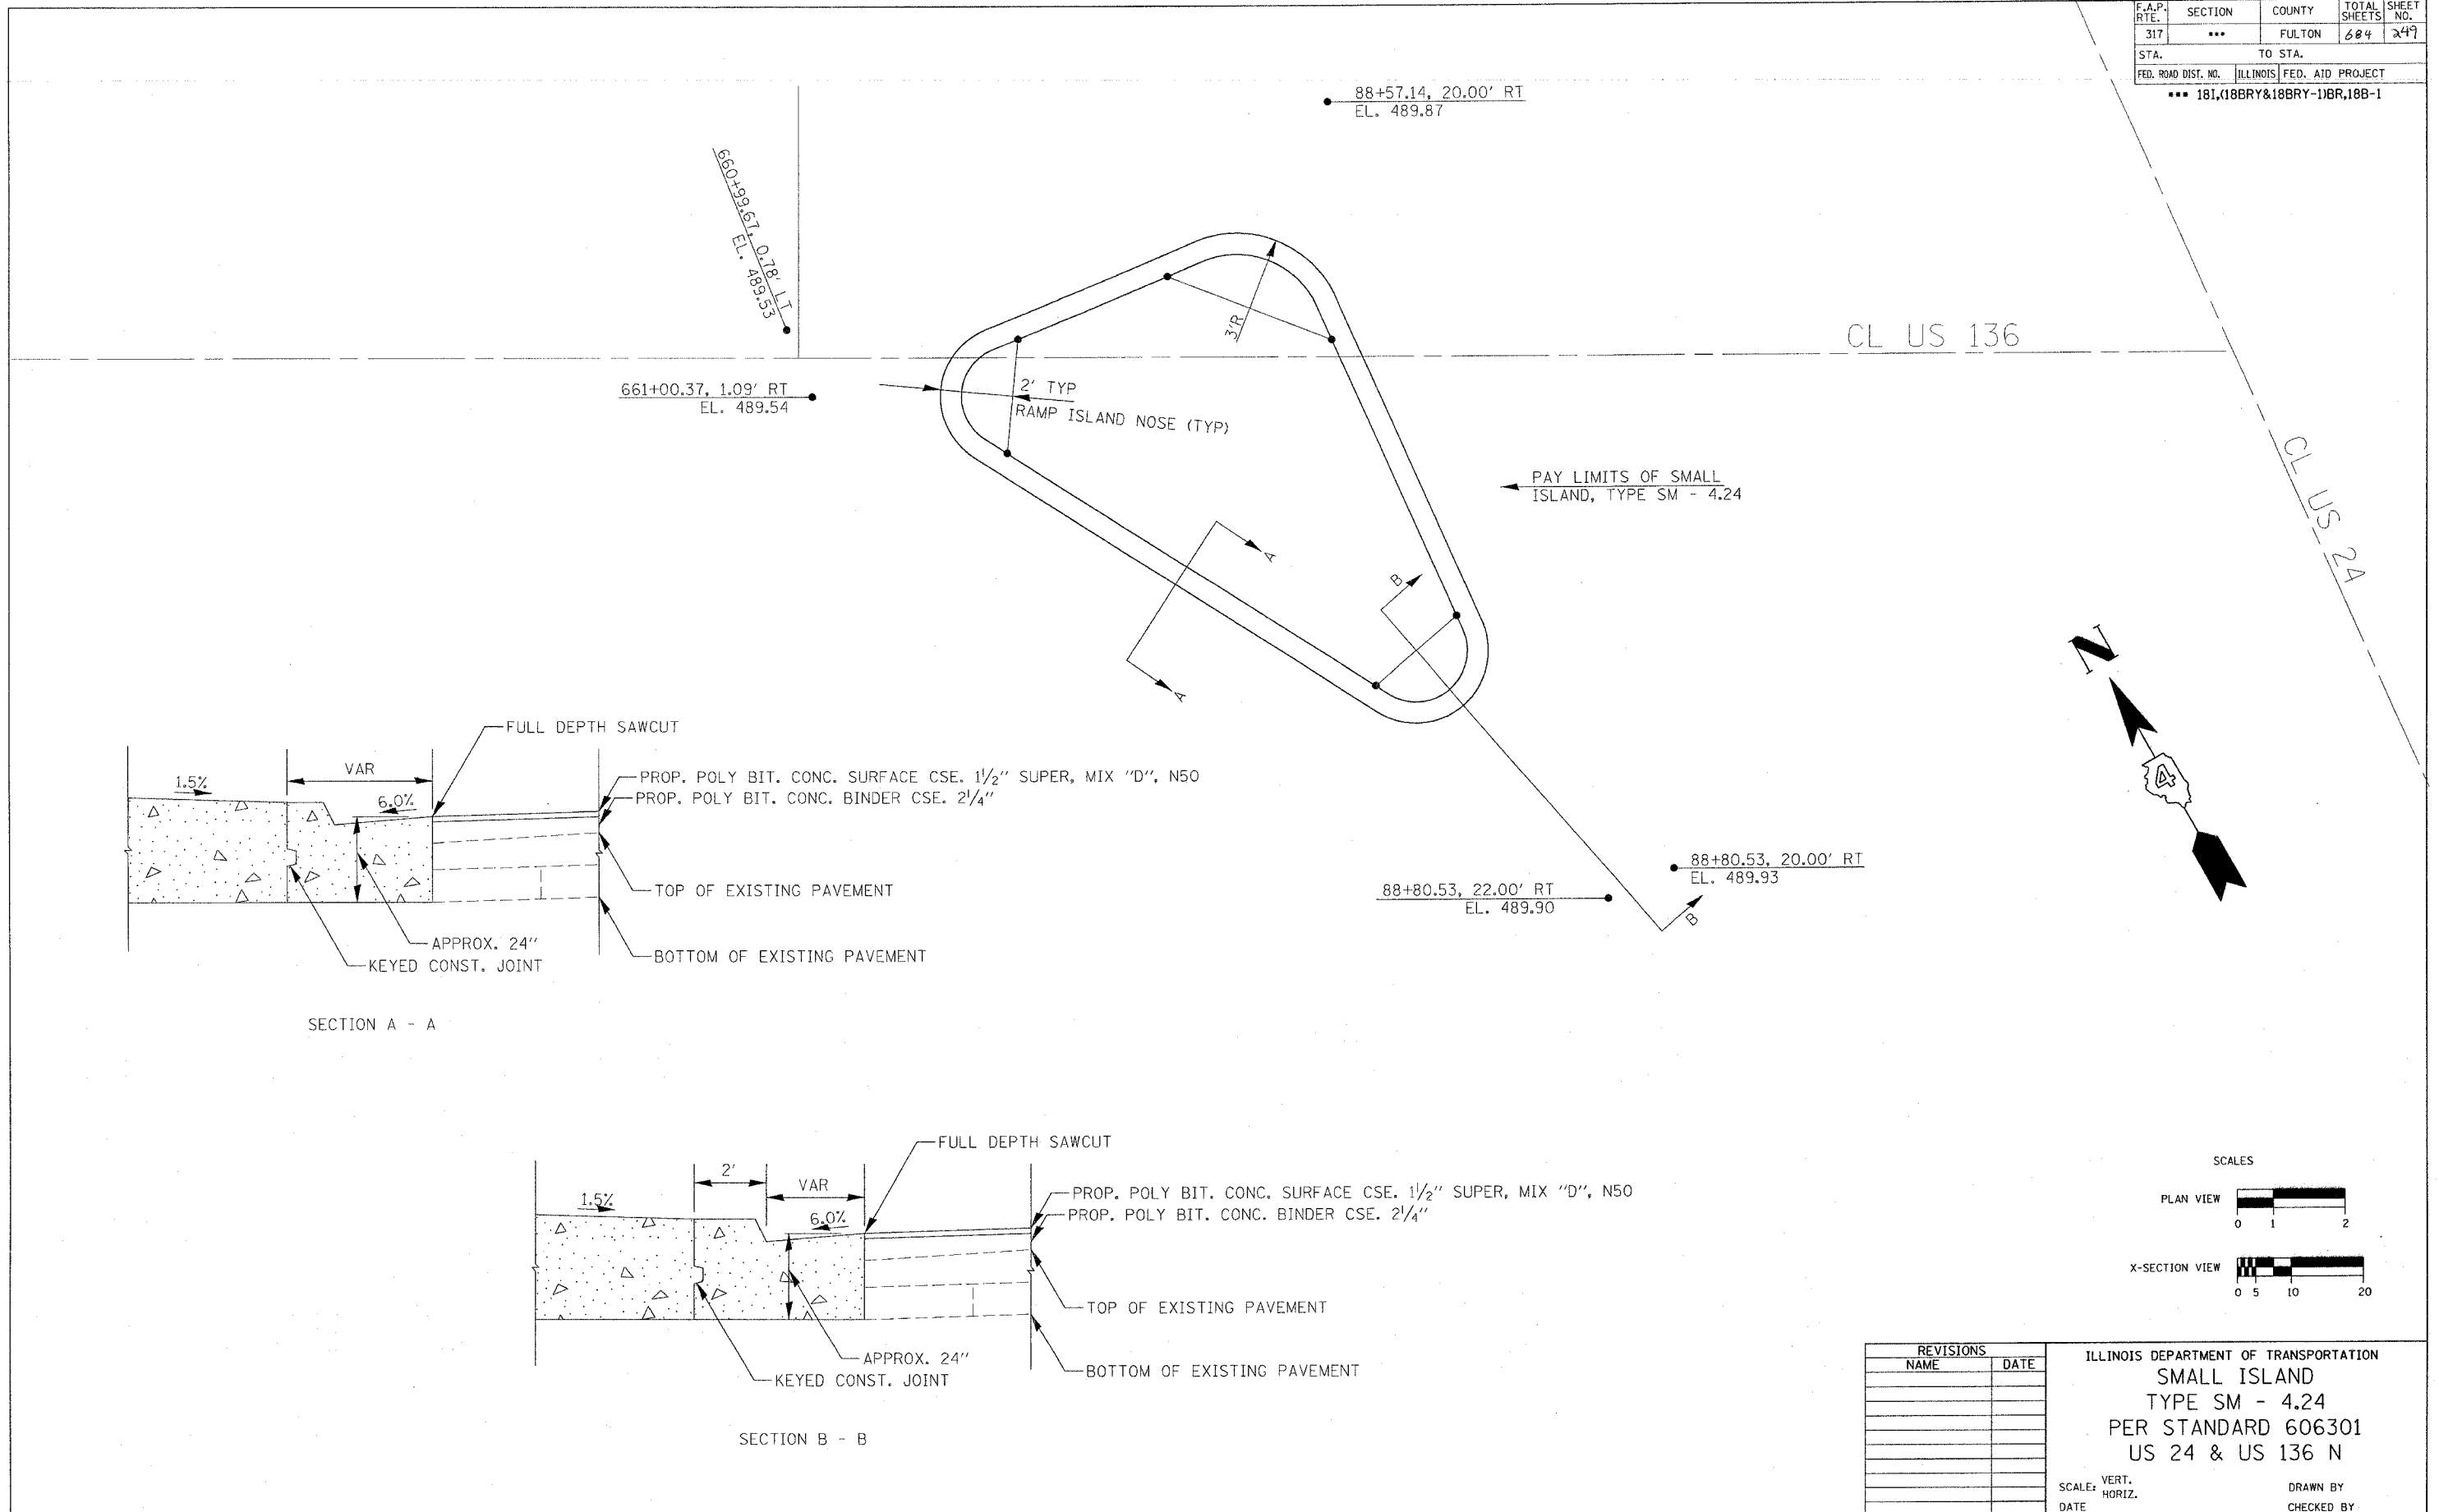 F.A.P. RTE. SECTION COUNTY TOTAL SHEETS SHEET NO.
317 *** FULTON 684 249
STA. TO STA.
FED. ROAD DIST. NO. ILLINOIS FED. AID PROJECT
*** 18I,(18BRY&18BRY-1)BR,18B-1
88+57.14, 20.00' RT
EL. 489.87
660+99.67, 0.78' LT
EL. 489.53
3'R
CL US 136
661+00.37, 1.09' RT
EL. 489.54
2' TYP
RAMP ISLAND NOSE (TYP)
CL US 24
PAY LIMITS OF SMALL
ISLAND, TYPE SM - 4.24
A
A
B
B
N
4
88+80.53, 20.00' RT
EL. 489.93
88+80.53, 22.00' RT
EL. 489.90
FULL DEPTH SAWCUT
VAR
1.5%
6.0%
PROP. POLY BIT. CONC. SURFACE CSE. 1 1/2" SUPER, MIX "D", N50
PROP. POLY BIT. CONC. BINDER CSE. 2 1/4"
TOP OF EXISTING PAVEMENT
APPROX. 24"
KEYED CONST. JOINT
BOTTOM OF EXISTING PAVEMENT
SECTION A - A
FULL DEPTH SAWCUT
2'
VAR
1.5%
6.0%
PROP. POLY BIT. CONC. SURFACE CSE. 1 1/2" SUPER, MIX "D", N50
PROP. POLY BIT. CONC. BINDER CSE. 2 1/4"
TOP OF EXISTING PAVEMENT
APPROX. 24"
KEYED CONST. JOINT
BOTTOM OF EXISTING PAVEMENT
SECTION B - B
SCALES
PLAN VIEW
0 1 2
X-SECTION VIEW
0 5 10 20
REVISIONS
NAME DATE
ILLINOIS DEPARTMENT OF TRANSPORTATION
SMALL ISLAND
TYPE SM - 4.24
PER STANDARD 606301
US 24 & US 136 N
SCALE: VERT.
HORIZ.
DATE
DRAWN BY
CHECKED BY